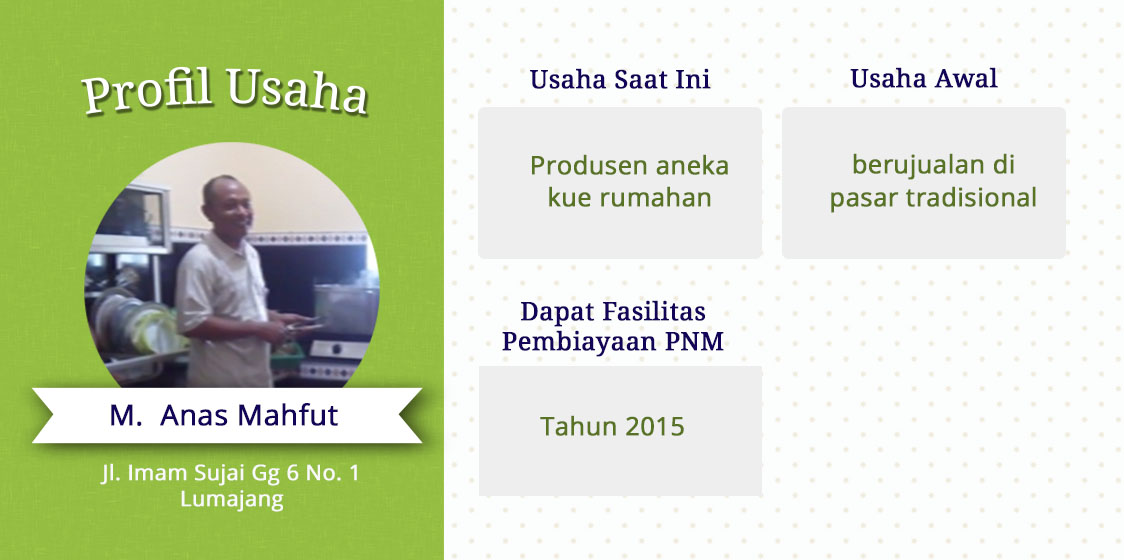 Profil Usaha
M. Anas Mahfut
Jl. Imam Sujai Gg 6 No. 1
Lumajang
Usaha Saat Ini
Produsen aneka
kue rumahan
Usaha Awal
berujualan di
pasar tradisional
Dapat Fasilitas
Pembiayaan PNM
Tahun 2015